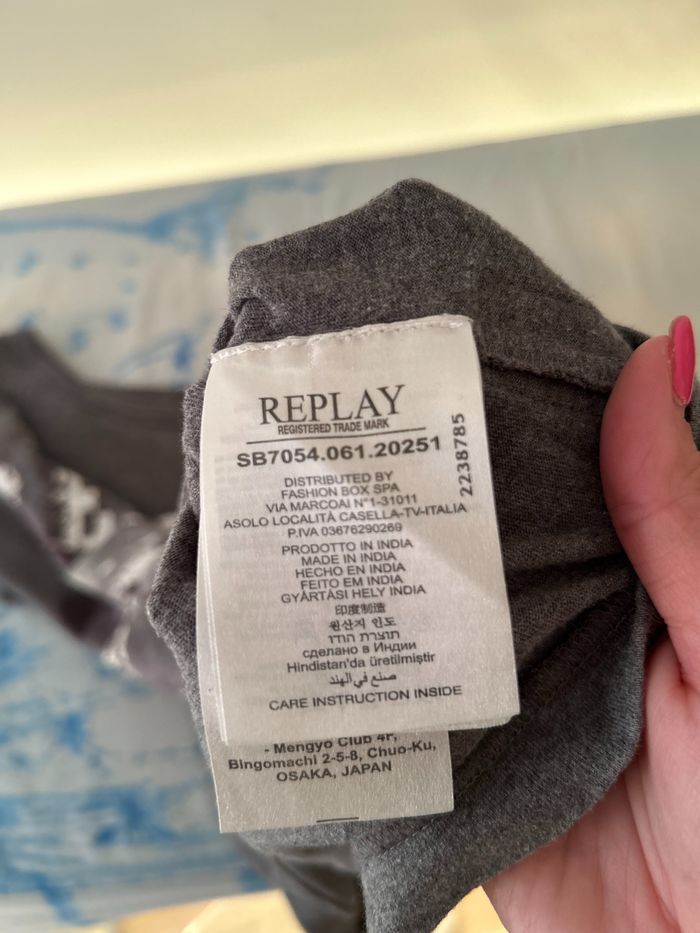 REPLAY
REGISTERED TRADE MARK
SB7054.061.20251
2238785
DISTRIBUTED BY
FASHION BOX SPA
VIA MARCOAI N°1-31011
ASOLO LOCALITÀ CASELLA-TV-ITALIA
P.IVA 03676290269
PRODOTTO IN INDIA
MADE IN INDIA
HECHO EN INDIA
FEITO EM INDIA
GYÁRTÁSI HELY INDIA
印度制造
원산지 인도
תוצרת הודו
сделано в Индии
Hindistan'da üretilmiştir
صنع في الهند
CARE INSTRUCTION INSIDE
- Mengyo Club 4F,
Bingomachi 2-5-8, Chuo-Ku,
OSAKA, JAPAN